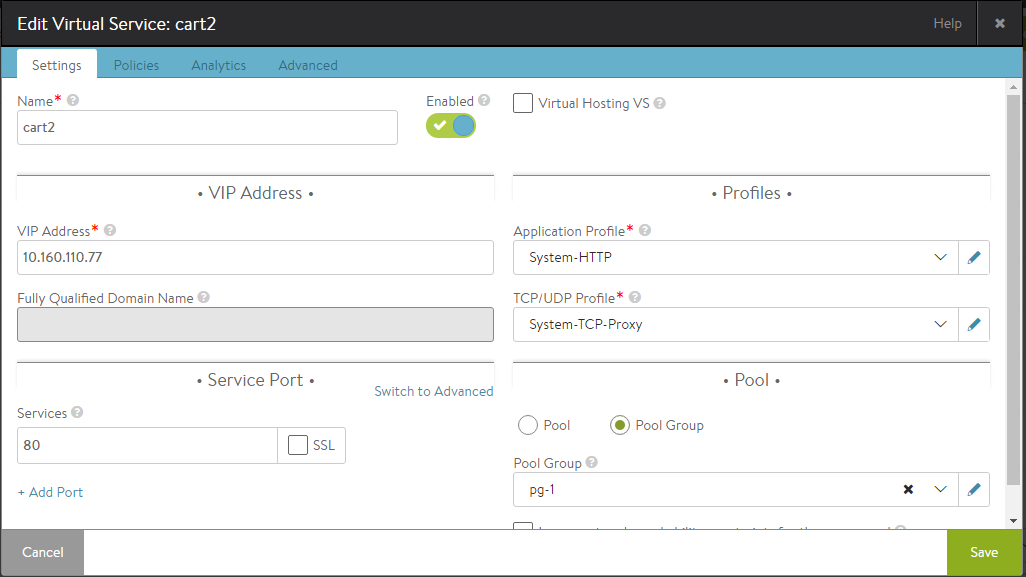 Edit Virtual Service: cart2
Help
Settings
Policies
Analytics
Advanced
Name*
Enabled
Virtual Hosting VS
cart2
• VIP Address •
• Profiles •
VIP Address*
Application Profile*
10.160.110.77
System-HTTP
Fully Qualified Domain Name
TCP/UDP Profile*
System-TCP-Proxy
• Service Port •
Switch to Advanced
• Pool •
Services
Pool
Pool Group
80
SSL
Pool Group
pg-1
+ Add Port
Cancel
Save